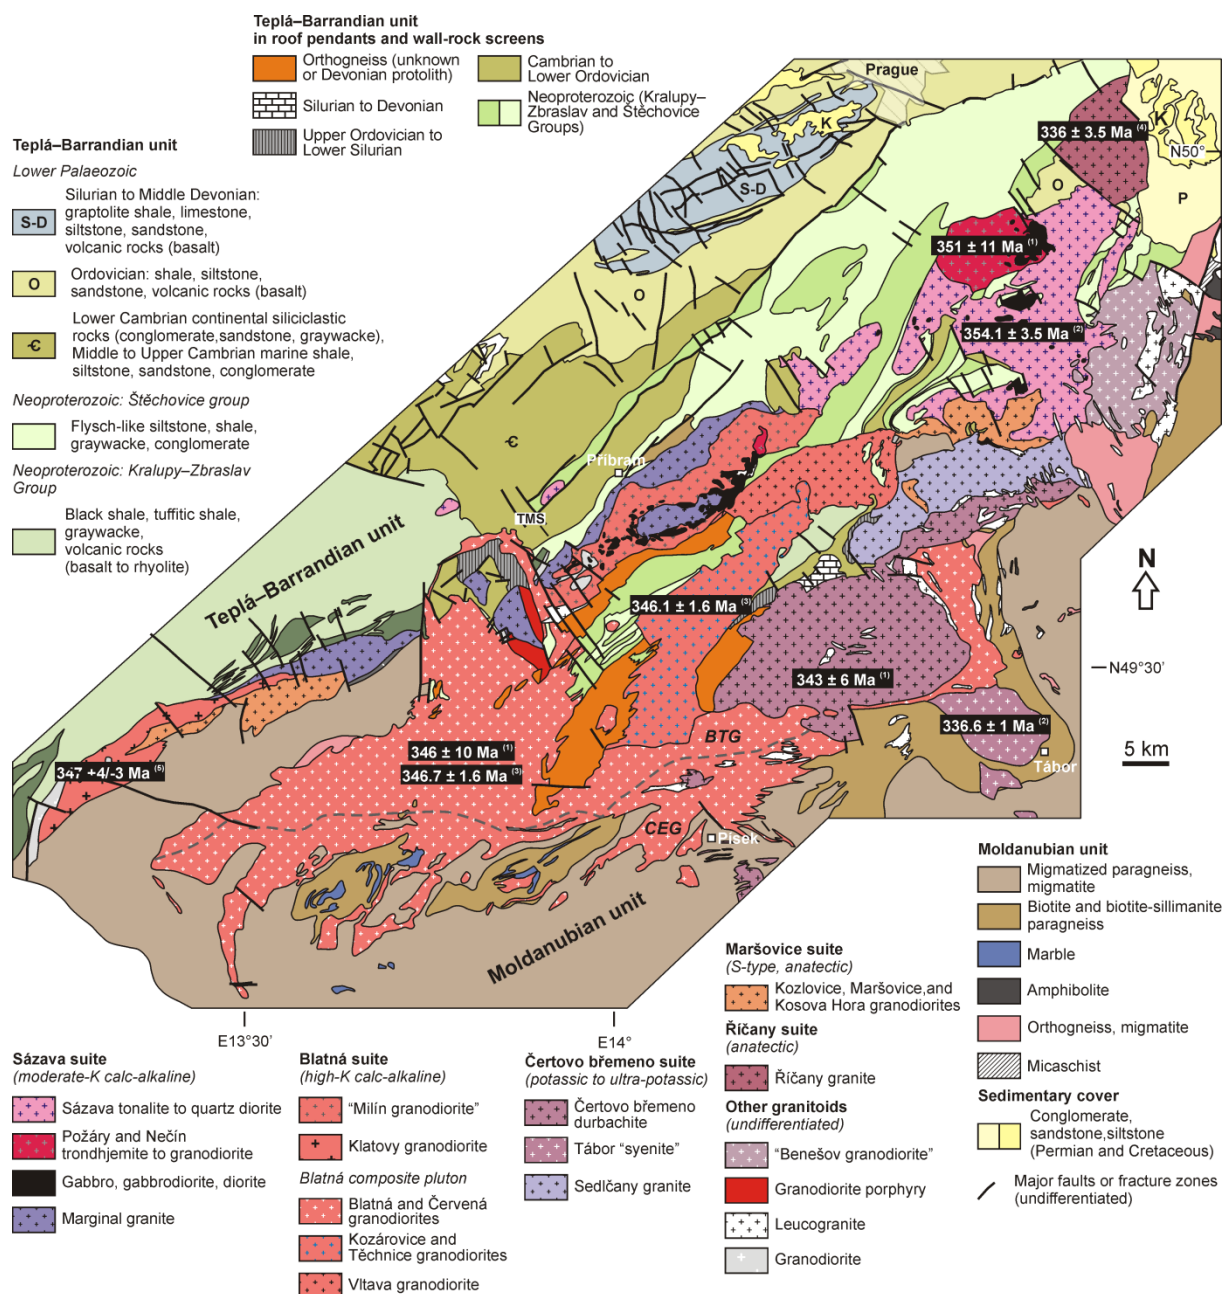 Teplá–Barrandian unit
in roof pendants and wall-rock screens
Orthogneiss (unknown
or Devonian protolith)
Silurian to Devonian
Upper Ordovician to
Lower Silurian
Cambrian to
Lower Ordovician
Neoproterozoic (Kralupy–
Zbraslav and Štěchovice
Groups)
Teplá–Barrandian unit
Lower Palaeozoic
S-D
Silurian to Middle Devonian:
graptolite shale, limestone,
siltstone, sandstone,
volcanic rocks (basalt)
O
Ordovician: shale, siltstone,
sandstone, volcanic rocks (basalt)
Є
Lower Cambrian continental siliciclastic
rocks (conglomerate,sandstone, graywacke),
Middle to Upper Cambrian marine shale,
siltstone, sandstone, conglomerate
Neoproterozoic: Štěchovice group
Flysch-like siltstone, shale,
graywacke, conglomerate
Neoproterozoic: Kralupy–Zbraslav
Group
Black shale, tuffitic shale,
graywacke,
volcanic rocks
(basalt to rhyolite)
Prague
K
K
336 ± 3.5 Ma (4)
N50°
S-D
O
P
351 ± 11 Ma (1)
O
354.1 ± 3.5 Ma (2)
Є
Příbram
TMS
Teplá–Barrandian unit
N
346.1 ± 1.6 Ma (3)
N49°30'
343 ± 6 Ma (1)
336.6 ± 1 Ma (2)
BTG
346 ± 10 Ma (1)
346.7 ± 1.6 Ma (3)
5 km
Tábor
347 +4/-3 Ma (5)
CEG
Písek
Moldanubian unit
E13°30'
E14°
Moldanubian unit
Migmatized paragneiss,
migmatite
Biotite and biotite-sillimanite
paragneiss
Marble
Amphibolite
Orthogneiss, migmatite
Micaschist
Sedimentary cover
Conglomerate,
sandstone,siltstone
(Permian and Cretaceous)
Major faults or fracture zones
(undifferentiated)
Maršovice suite
(S-type, anatectic)
Kozlovice, Maršovice,and
Kosova Hora granodiorites
Říčany suite
(anatectic)
Říčany granite
Other granitoids
(undifferentiated)
“Benešov granodiorite”
Granodiorite porphyry
Leucogranite
Granodiorite
Sázava suite
(moderate-K calc-alkaline)
Sázava tonalite to quartz diorite
Požáry and Nečín
trondhjemite to granodiorite
Gabbro, gabbrodiorite, diorite
Marginal granite
Blatná suite
(high-K calc-alkaline)
“Milín granodiorite”
Klatovy granodiorite
Blatná composite pluton
Blatná and Červená
granodiorites
Kozárovice and
Těchnice granodiorites
Vltava granodiorite
Čertovo břemeno suite
(potassic to ultra-potassic)
Čertovo břemeno
durbachite
Tábor “syenite”
Sedlčany granite